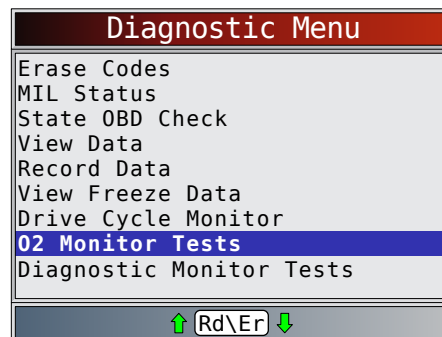 Diagnostic Menu
Erase Codes
MIL Status
State OBD Check
View Data
Record Data
View Freeze Data
Drive Cycle Monitor
O2 Monitor Tests
Diagnostic Monitor Tests
Rd\Er